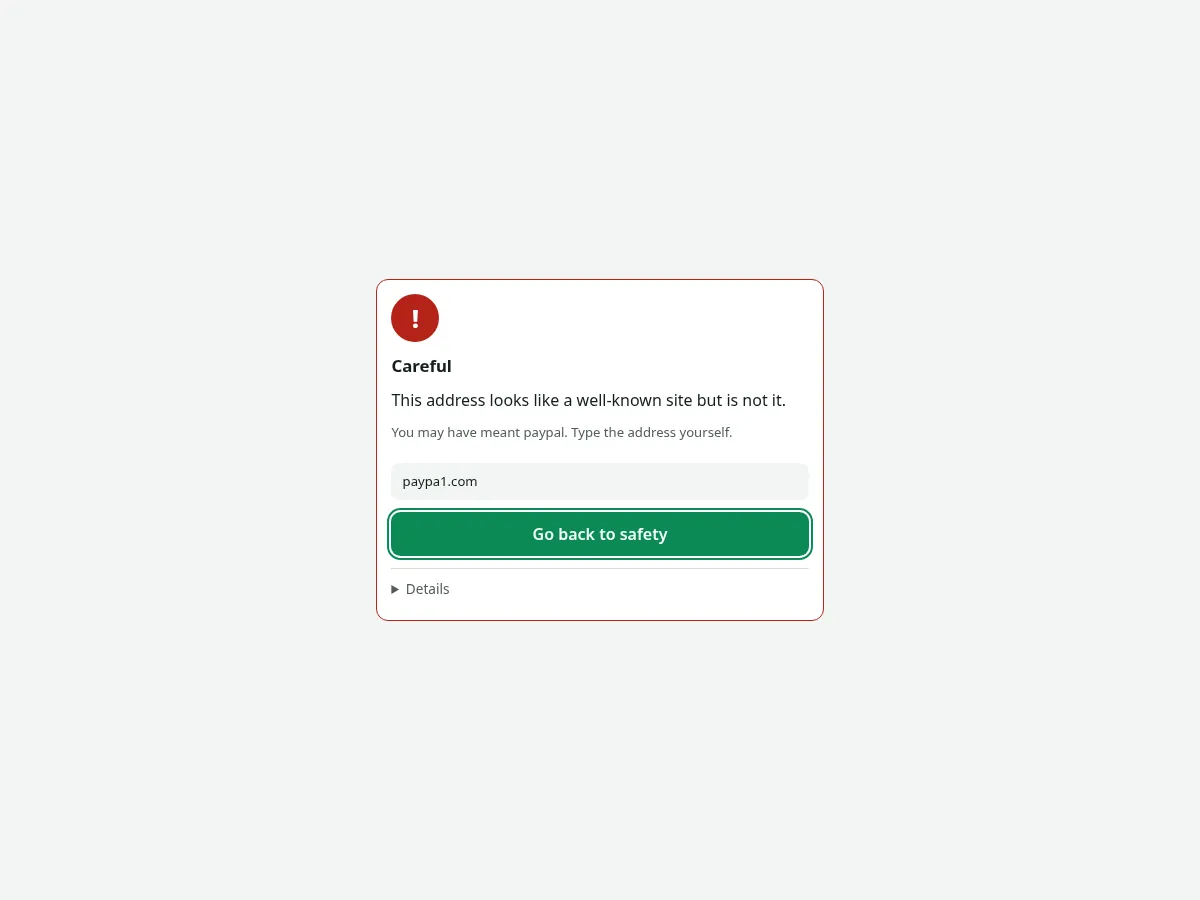 !
Careful
This address looks like a well-known site but is not it.
You may have meant paypal. Type the address yourself.
paypa1.com
Go back to safety
Details